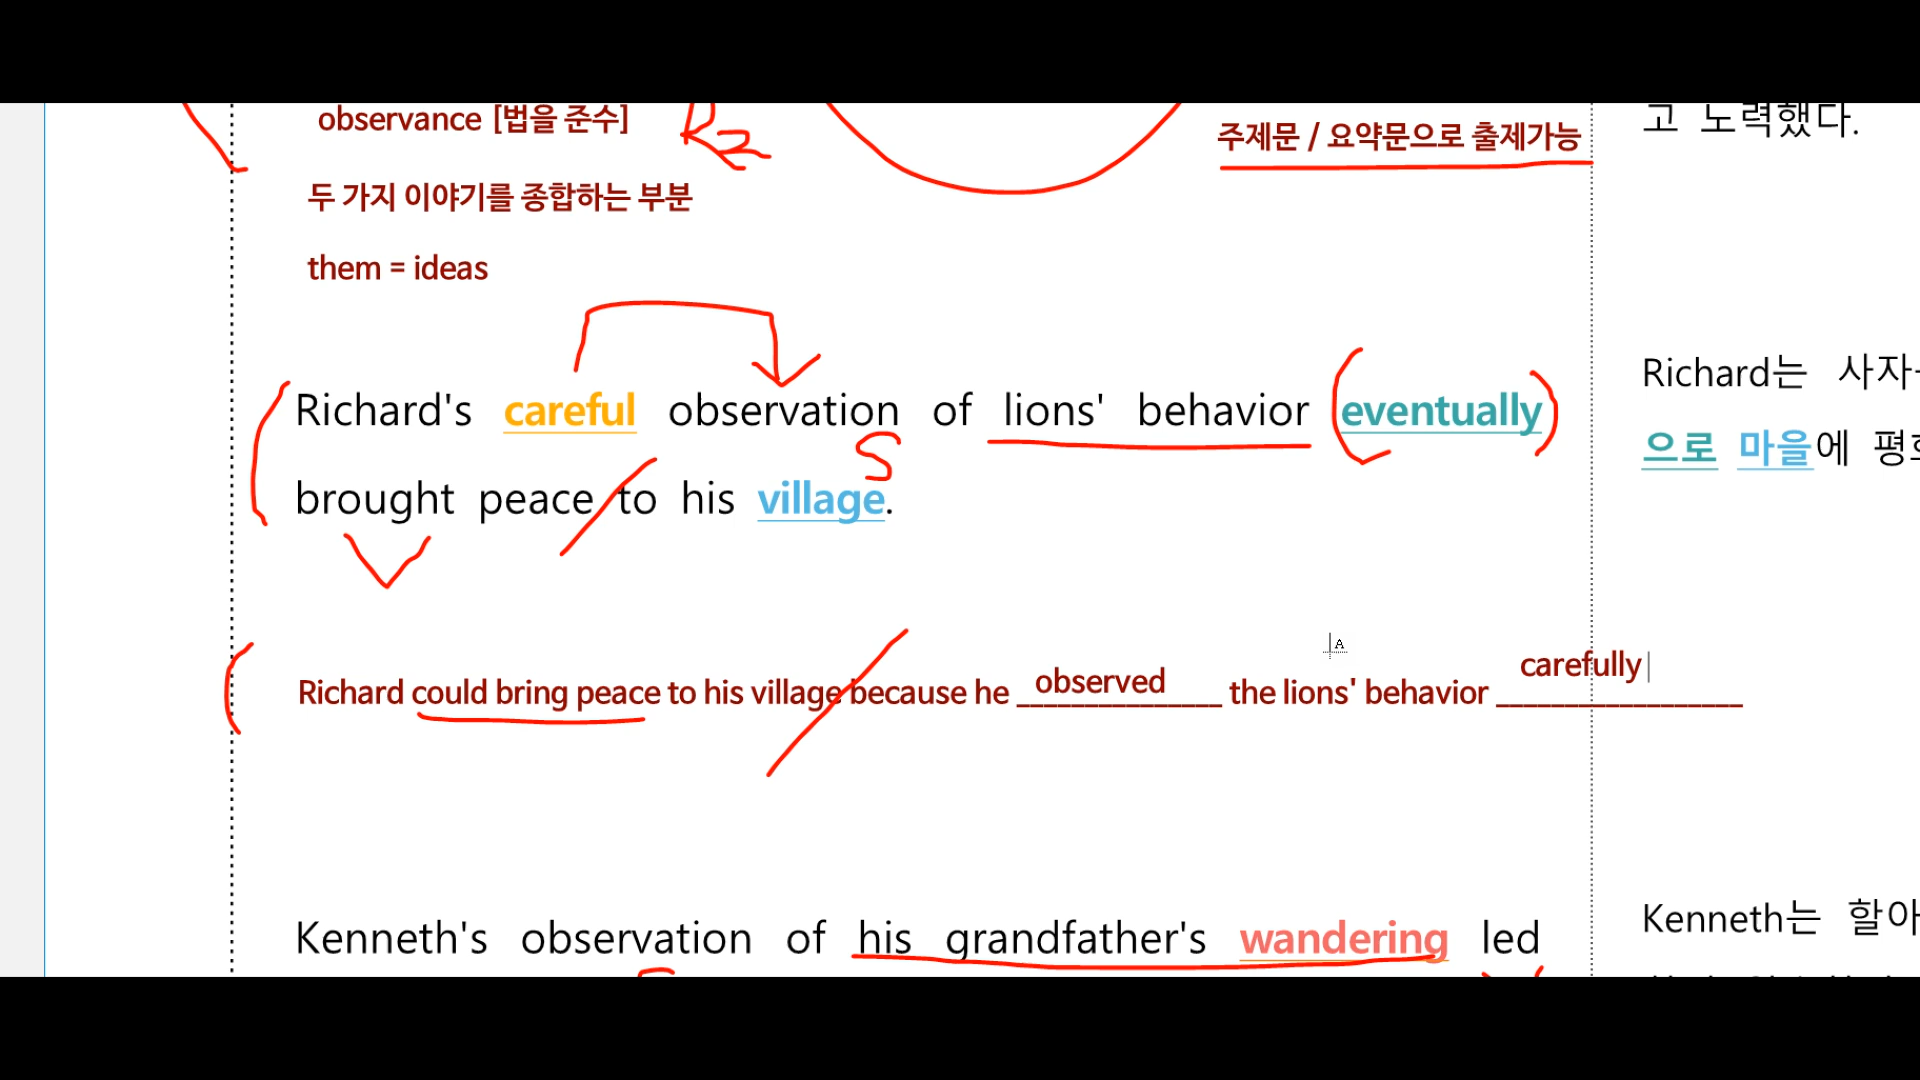 observance [법을 준수]
R2
주제문 / 요약문으로 출제가능
고 노력했다.
두 가지 이야기를 종합하는 부분
them = ideas
Richard's careful observation of lions' behavior eventually
S
brought peace to his village.
Richard는 사자
으로 마을에 평
carefully
observed
Richard could bring peace to his village because he _______________ the lions' behavior __________________
Kenneth's observation of his grandfather's wandering led
Kenneth는 할아